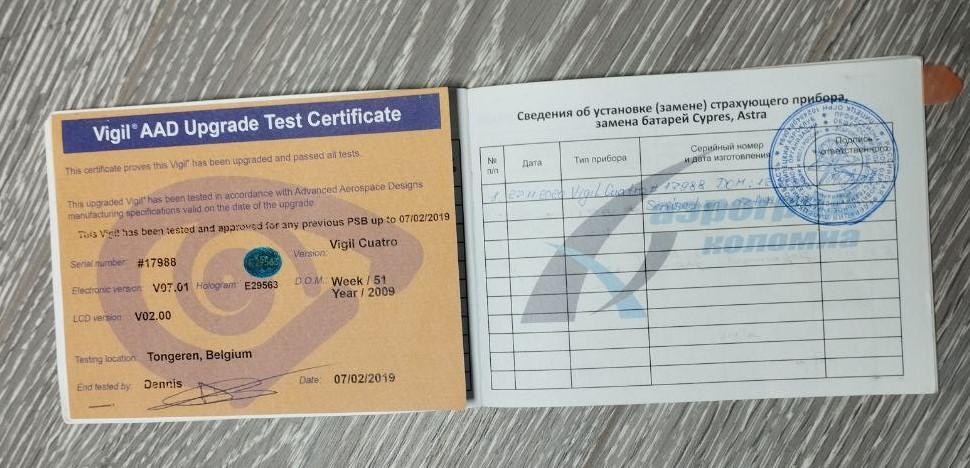 Vigil® AAD Upgrade Test Certificate
This certificate proves this Vigil® has been upgraded and passed all tests.
This upgraded Vigil® has been tested in accordance with Advanced Aerospace Designs
manufacturing specifications valid on the date of the upgrade
This Vigil has been tested and approved for any previous PSB up to 07/02/2019
Serial number: #17988
Version: Vigil Cuatro
Electronic version: V07.01 Hologram: E29563 D.O.M. Week / 51
Year / 2009
LCD version: V02.00
Testing location: Tongeren, Belgium
End tested by: Dennis Date: 07/02/2019
Сведения об установке (замене) страхующего прибора,
замена батарей Cypres, Astra
№ п/п
Дата
Тип прибора
Серийный номер
и дата изготовления
Подпись
ответственного
1 Vigil Cuatro # 17988 DOM:
аэрогр
коломна